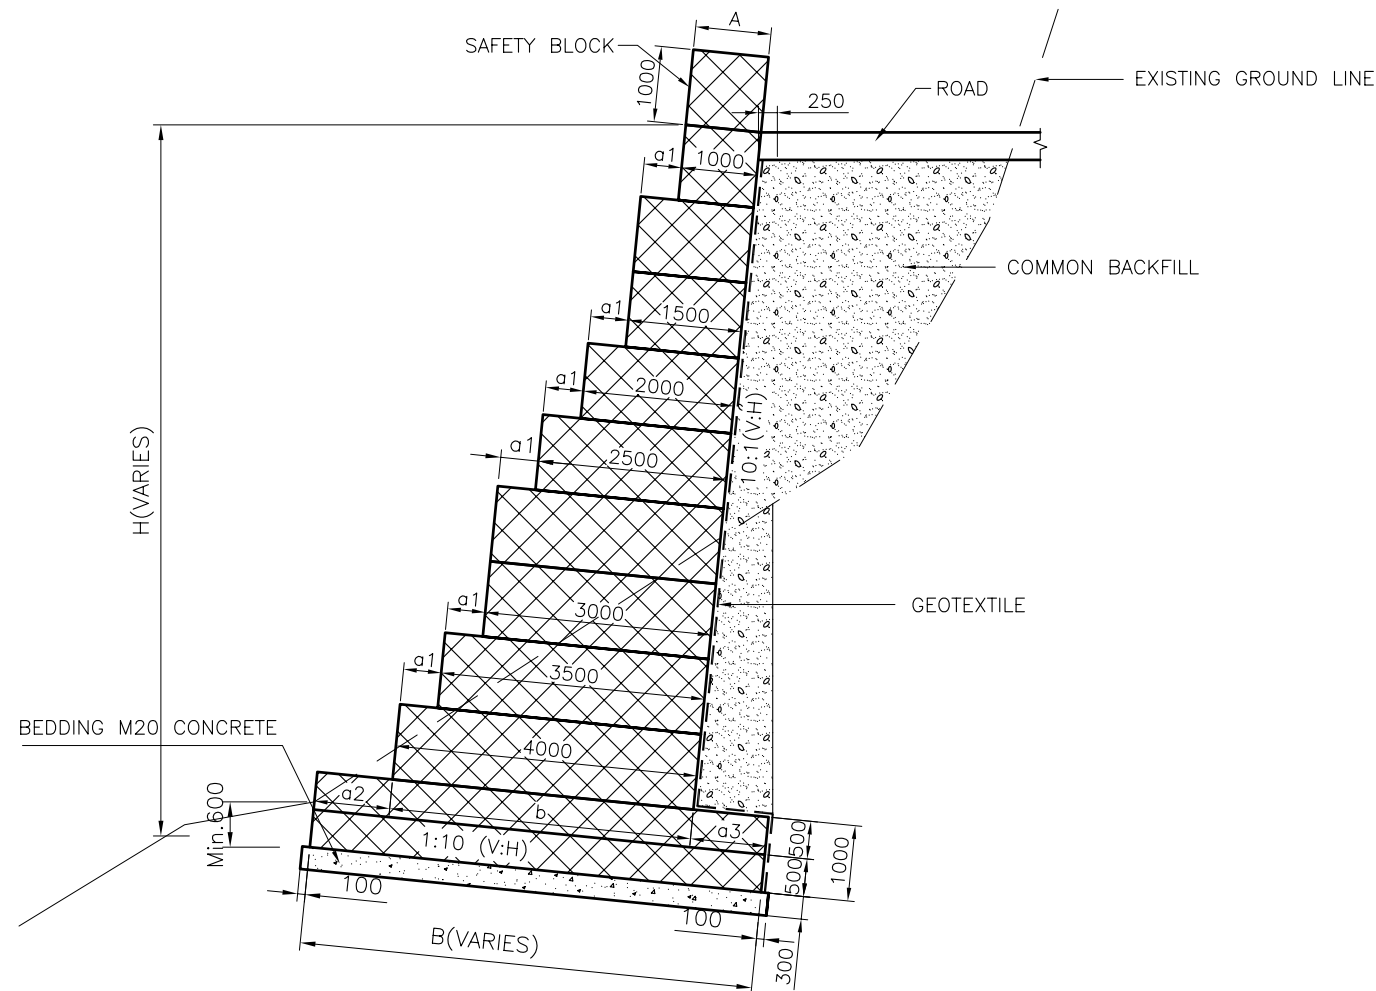 A
SAFETY BLOCK
1000
EXISTING GROUND LINE
ROAD
250
a1
1000
COMMON BACKFILL
a1
1500
a1
2000
10:1(V:H)
a1
2500
H(VARIES)
a1
3000
GEOTEXTILE
a1
3500
BEDDING M20 CONCRETE
4000
Min.600
a2
b
a3
500
500
1000
1:10 (V:H)
100
100
B(VARIES)
300